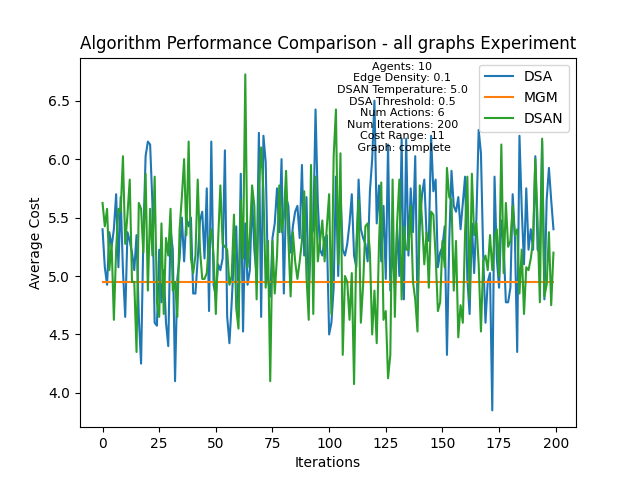 Algorithm Performance Comparison - all graphs Experiment
Agents: 10
Edge Density: 0.1
DSAN Temperature: 5.0
DSA Threshold: 0.5
Num Actions: 6
Num Iterations: 200
Cost Range: 11
Graph: complete
DSA
MGM
DSAN
Average Cost
6.5
6.0
5.5
5.0
4.5
4.0
0 25 50 75 100 125 150 175 200
Iterations